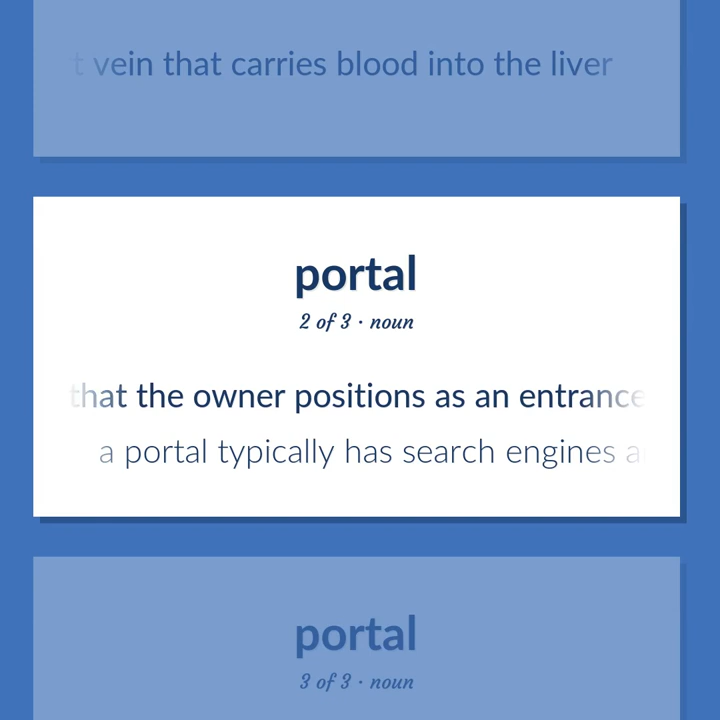 vein that carries blood into the liver
portal
2 of 3 · noun
that the owner positions as an entrance
a portal typically has search engines
portal
3 of 3 · noun